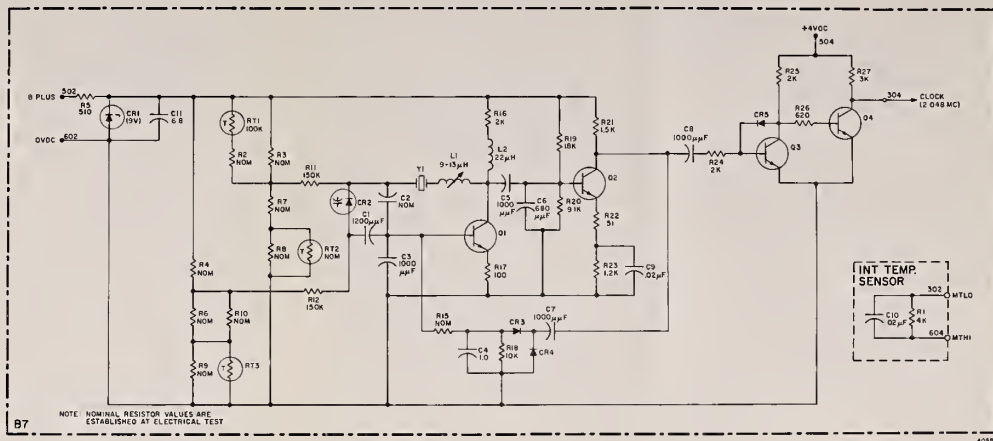 +4VDC
504
B PLUS
502
R5
510
CR1
(9V)
C11
6.8
0VDC
602
RT1
100K
R2
NOM
R3
NOM
R11
150K
R7
NOM
R8
NOM
RT2
NOM
R4
NOM
R6
NOM
R10
NOM
R9
NOM
RT3
R12
150K
CR2
C1
1200μμF
C2
NOM
C3
1000
μμF
Y1
L1
9-13μH
R16
2K
L2
22μH
Q1
R17
100
C5
1000
μμF
C6
680
μμF
R19
18K
R20
9.1K
R21
1.5K
Q2
R22
51
R23
1.2K
C9
.02μF
R15
NOM
C4
1.0
R18
10K
CR3
CR4
C7
1000μμF
C8
1000μμF
R24
2K
CR5
Q3
R25
2K
R26
620
R27
3K
Q4
304
CLOCK
(2.048 MC)
INT TEMP.
SENSOR
C10
.02μF
R1
4K
302
MTLO
604
MTHI
NOTE: NOMINAL RESISTOR VALUES ARE
ESTABLISHED AT ELECTRICAL TEST
B7